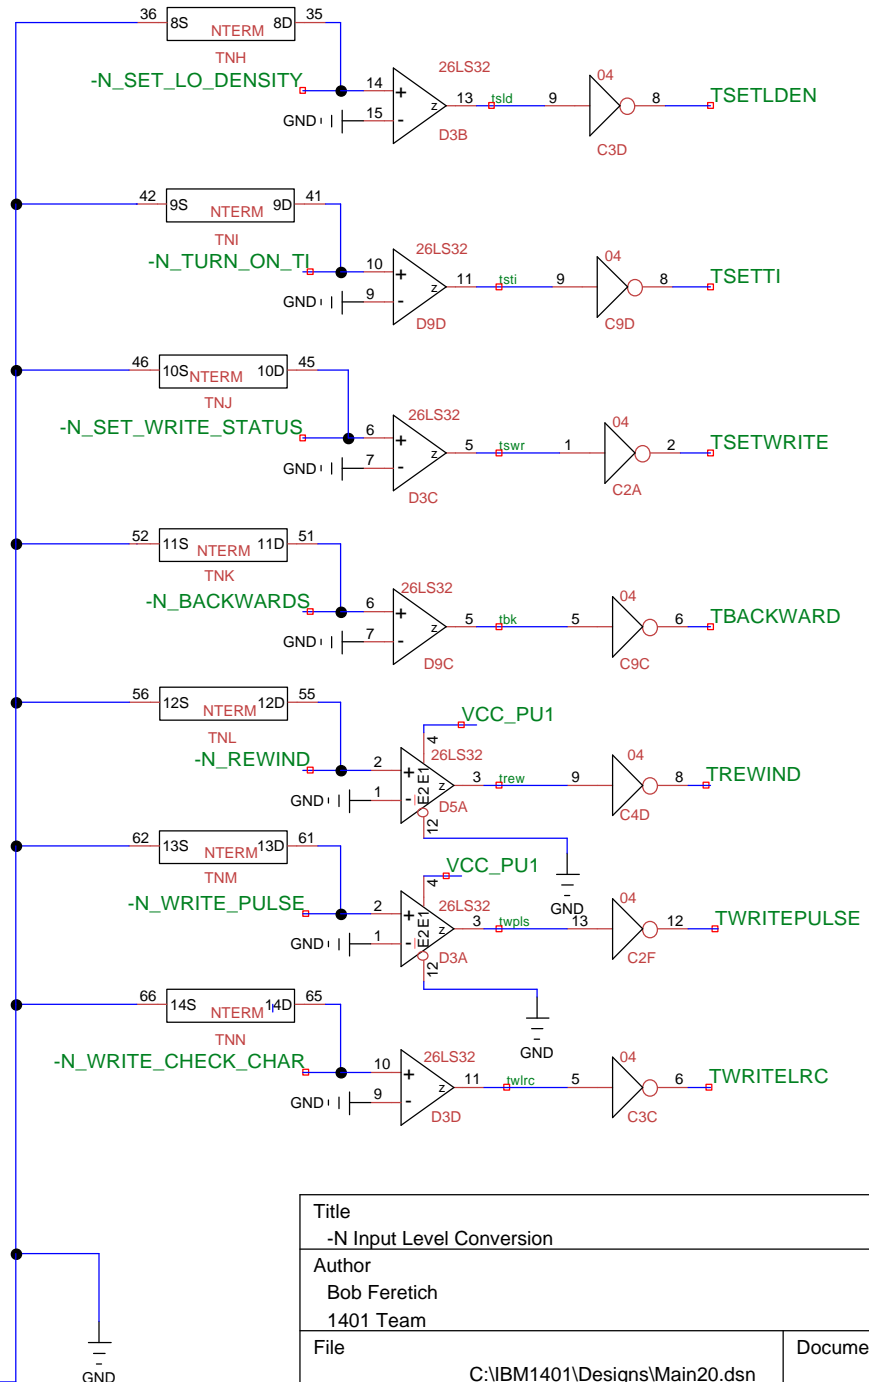 36 8S NTERM 8D 35
TNH
-N_SET_LO_DENSITY
14 + 26LS32 z 13 tsld 9 04 8 TSETLDEN
GND 15 - D3B C3D
42 9S NTERM 9D 41
TNI
-N_TURN_ON_TI
10 + 26LS32 z 11 tsti 9 04 8 TSETTI
GND 9 - D9D C9D
46 10S NTERM 10D 45
TNJ
-N_SET_WRITE_STATUS
6 + 26LS32 z 5 tswr 1 04 2 TSETWRITE
GND 7 - D3C C2A
52 11S NTERM 11D 51
TNK
-N_BACKWARDS
6 + 26LS32 z 5 tbk 5 04 6 TBACKWARD
GND 7 - D9C C9C
56 12S NTERM 12D 55
TNL
VCC_PU1
-N_REWIND
4
2 + E1 26LS32 z 3 trew 9 04 8 TREWIND
GND 1 - E2 D5A C4D
12
GND
62 13S NTERM 13D 61
TNM
VCC_PU1
-N_WRITE_PULSE
4
2 + E1 26LS32 z 3 twpls 13 04 12 TWRITEPULSE
GND 1 - E2 D3A C2F
12
GND
66 14S NTERM 14D 65
TNN
-N_WRITE_CHECK_CHAR
10 + 26LS32 z 11 twlrc 5 04 6 TWRITELRC
GND 9 - D3D C3C
GND
Title
-N Input Level Conversion
Author
Bob Feretich
1401 Team
File Docume
C:\IBM1401\Designs\Main20.dsn